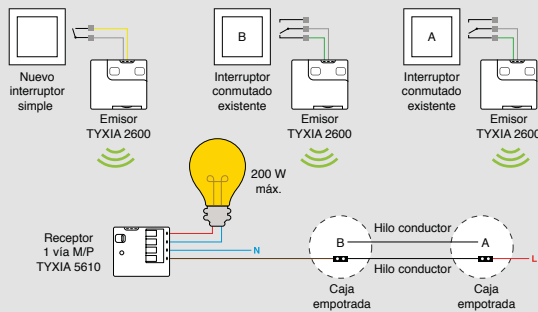 Nuevo
interruptor
simple
Emisor
TYXIA 2600
B
Interruptor
conmutado
existente
Emisor
TYXIA 2600
A
Interruptor
conmutado
existente
Emisor
TYXIA 2600
200 W
máx.
Receptor
1 vía M/P
TYXIA 5610
N
Hilo conductor
B
A
Hilo conductor
L
Caja
empotrada
Caja
empotrada